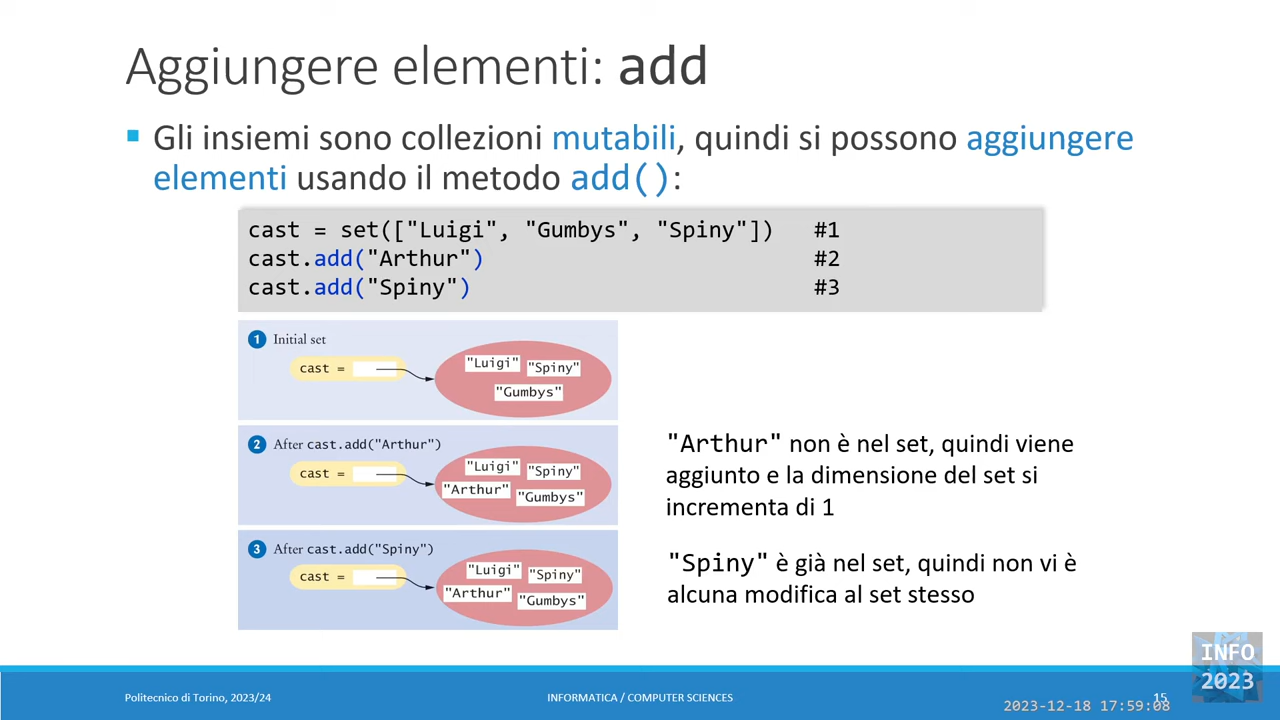 Aggiungere elementi: add
Gli insiemi sono collezioni mutabili, quindi si possono aggiungere
elementi usando il metodo add():
cast = set(["Luigi", "Gumbys", "Spiny"]) #1
cast.add("Arthur") #2
cast.add("Spiny") #3
1 Initial set
cast =
"Luigi" "Spiny"
"Gumbys"
2 After cast.add("Arthur")
cast =
"Luigi" "Spiny"
"Arthur" "Gumbys"
"Arthur" non è nel set, quindi viene
aggiunto e la dimensione del set si
incrementa di 1
3 After cast.add("Spiny")
cast =
"Luigi" "Spiny"
"Arthur" "Gumbys"
"Spiny" è già nel set, quindi non vi è
alcuna modifica al set stesso
INFO
2023
Politecnico di Torino, 2023/24
INFORMATICA / COMPUTER SCIENCES
15
2023-12-18 17:59:08